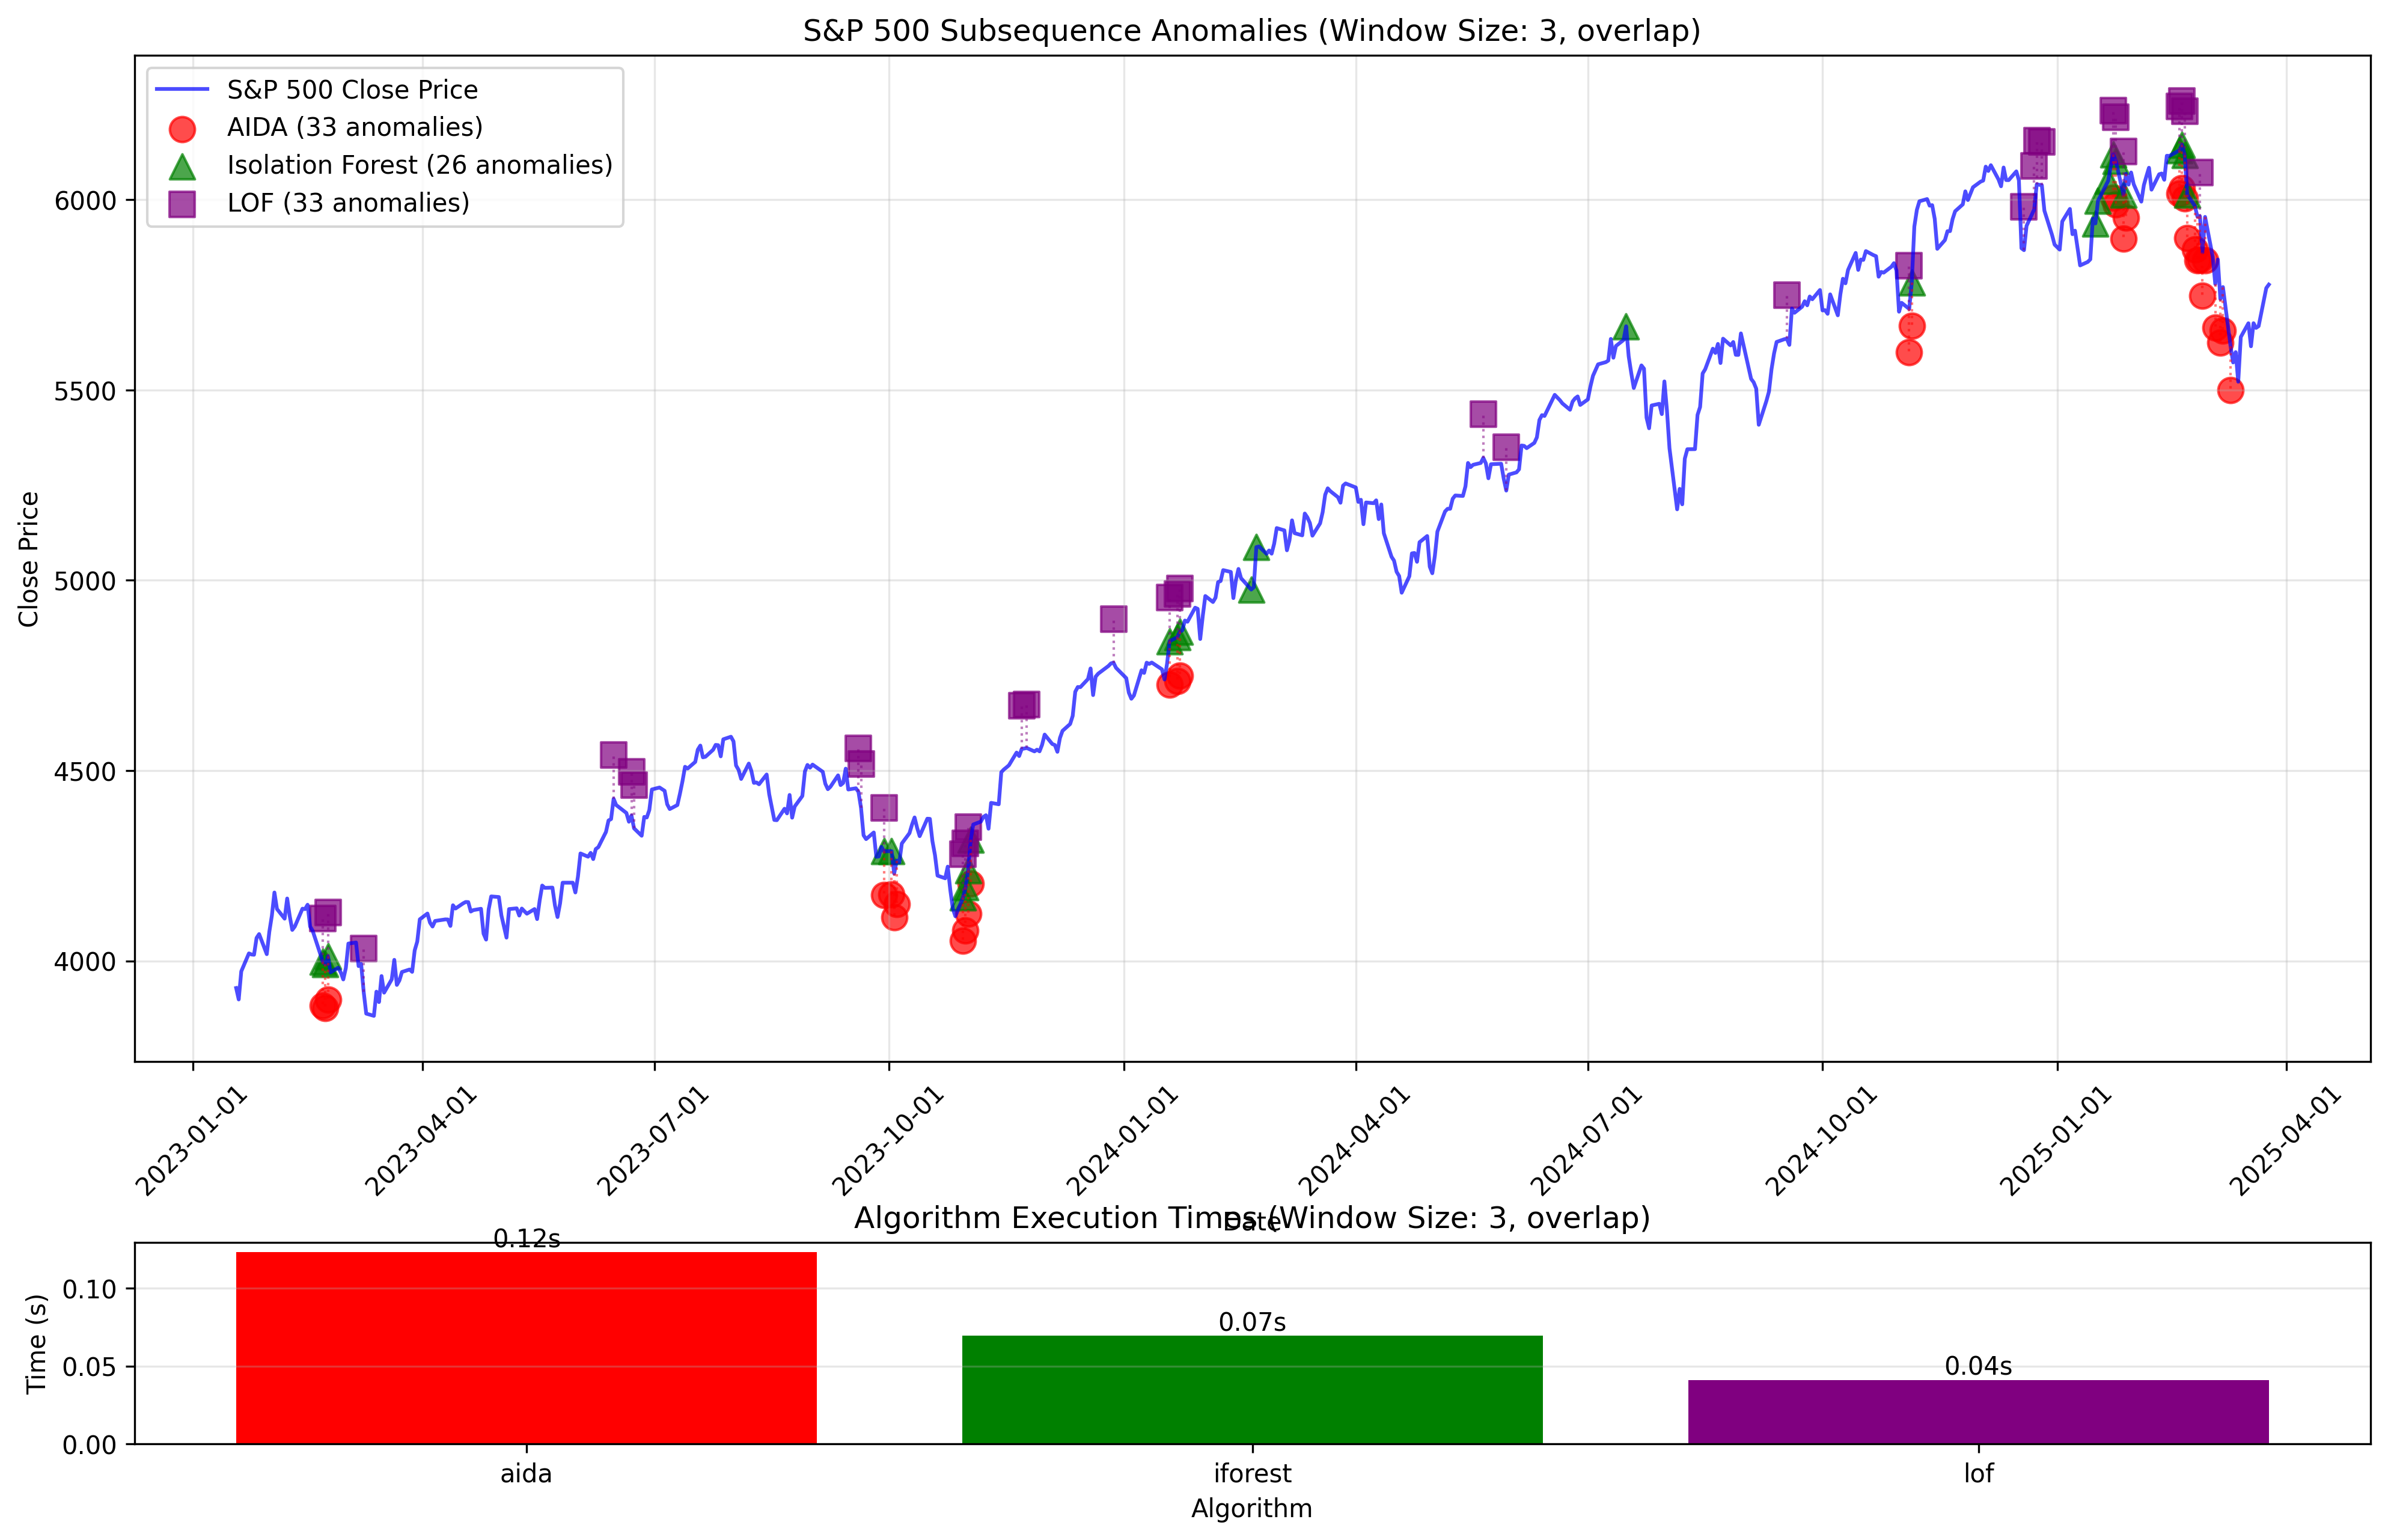 S&P 500 Subsequence Anomalies (Window Size: 3, overlap)
S&P 500 Close Price
AIDA (33 anomalies)
Isolation Forest (26 anomalies)
LOF (33 anomalies)
Close Price
6000
5500
5000
4500
4000
2023-01-01
2023-04-01
2023-07-01
2023-10-01
2024-01-01
2024-04-01
2024-07-01
2024-10-01
2025-01-01
2025-04-01
Date
Algorithm Execution Times (Window Size: 3, overlap)
Time (s)
0.10
0.05
0.00
0.12s
0.07s
0.04s
aida
iforest
lof
Algorithm